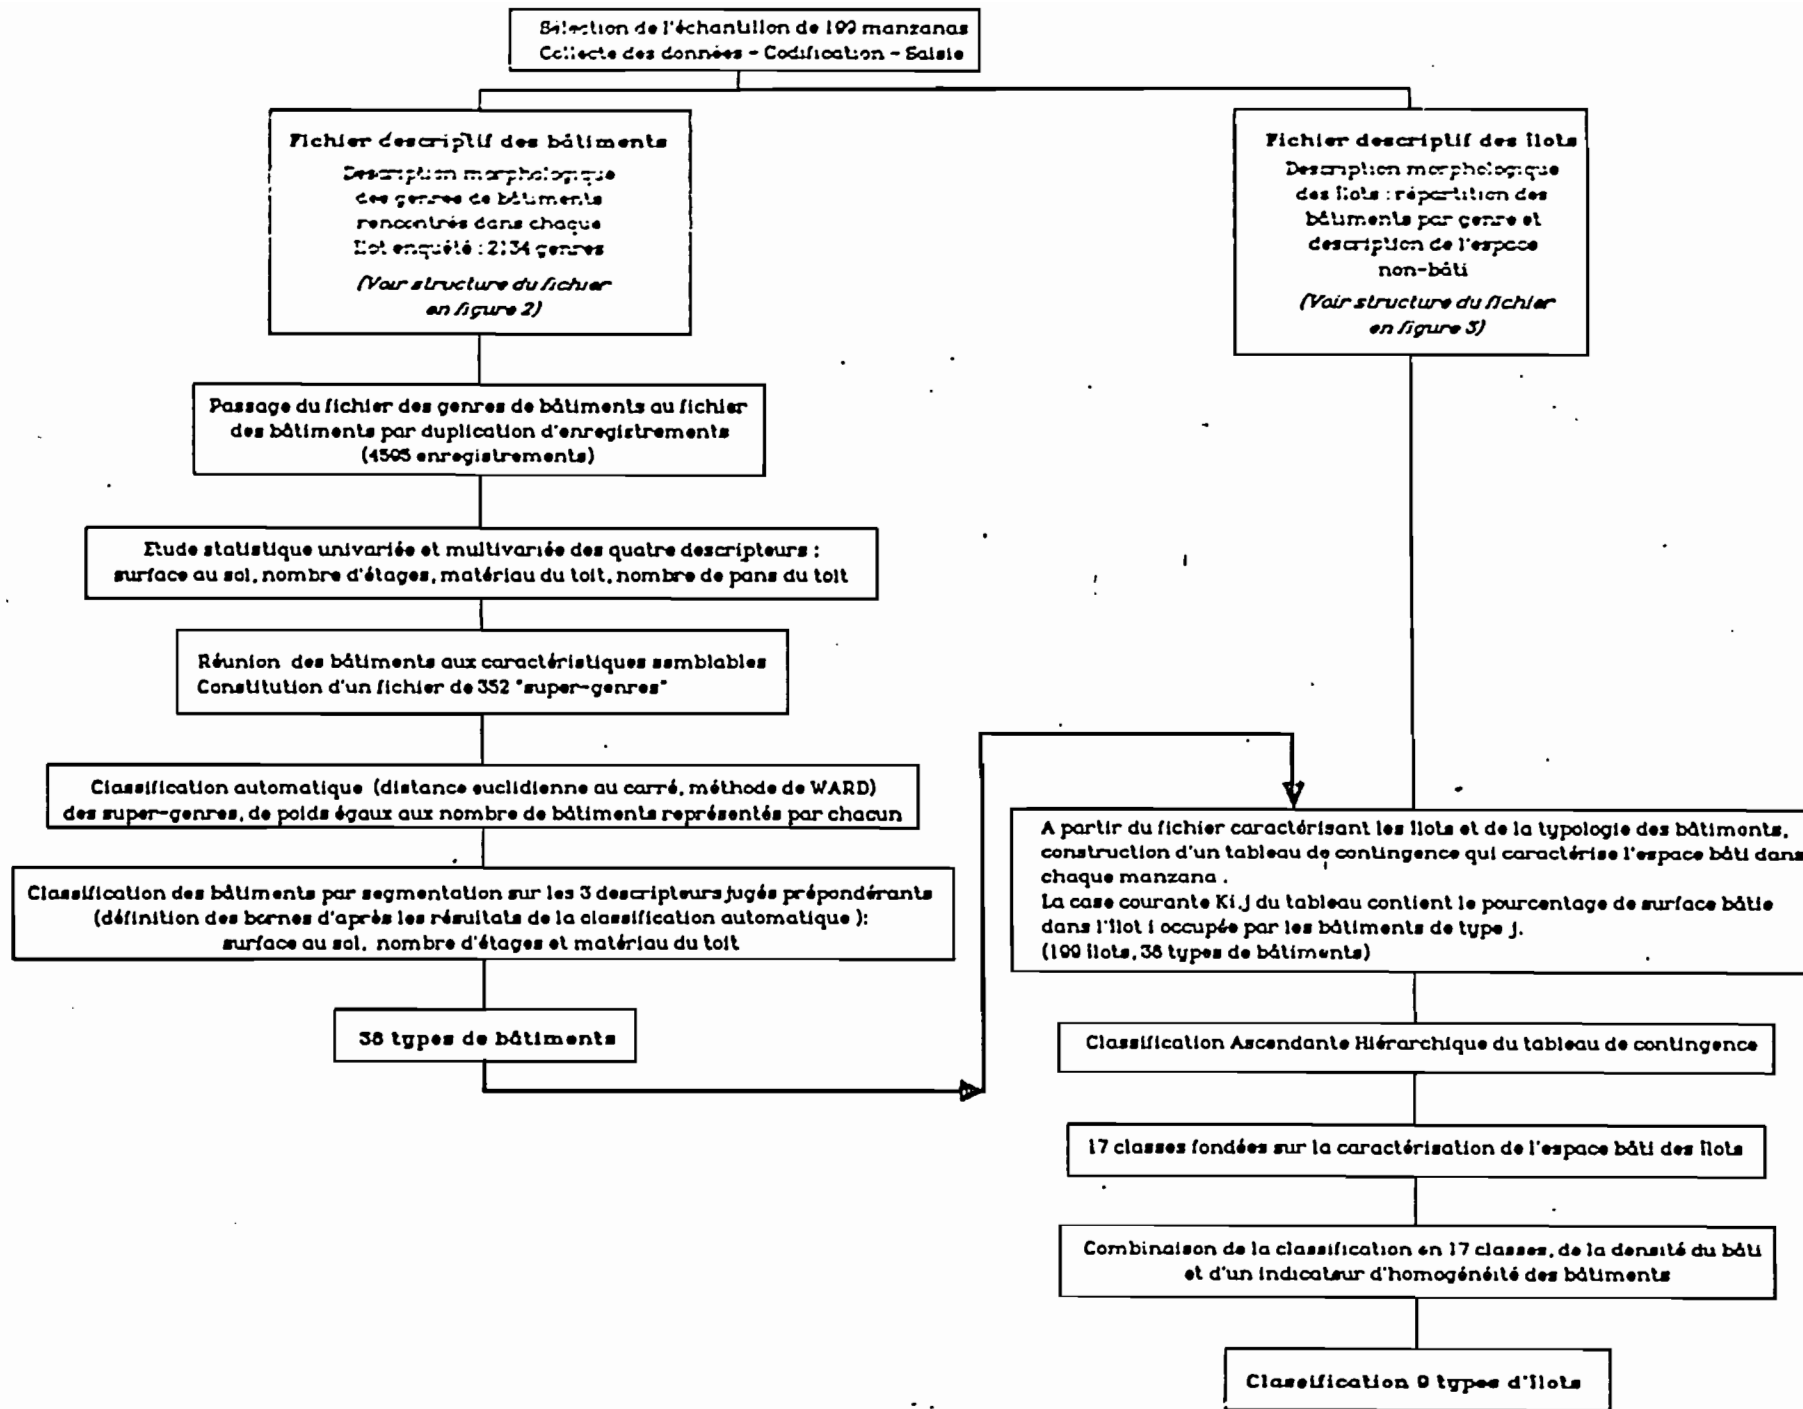 Sélection de l'échantillon de 199 manzanas
Collecte des données - Codification - Saisie
Fichier descriptif des bâtiments
Description morphologique
des genres de bâtiments
rencontrés dans chaque
îlot enquêté : 2134 genres
(Voir structure du fichier
en figure 2)
Passage du fichier des genres de bâtiments au fichier
des bâtiments par duplication d'enregistrements
(4595 enregistrements)
Etude statistique univariée et multivariée des quatre descripteurs :
surface au sol, nombre d'étages, matériau du toit, nombre de pans du toit
Réunion des bâtiments aux caractéristiques semblables
Constitution d'un fichier de 352 "super-genres"
Classification automatique (distance euclidienne au carré, méthode de WARD)
des super-genres, de poids égaux aux nombre de bâtiments représentés par chacun
Classification des bâtiments par segmentation sur les 3 descripteurs jugés prépondérants
(définition des bornes d'après les résultats de la classification automatique ):
surface au sol, nombre d'étages et matériau du toit
38 types de bâtiments
Fichier descriptif des îlots
Description morphologique
des îlots : répartition des
bâtiments par genre et
description de l'espace
non-bâti
(Voir structure du fichier
en figure 3)
A partir du fichier caractérisant les îlots et de la typologie des bâtiments,
construction d'un tableau de contingence qui caractérise l'espace bâti dans
chaque manzana .
La case courante Ki,j du tableau contient le pourcentage de surface bâtie
dans l'îlot i occupée par les bâtiments de type j.
(199 îlots, 38 types de bâtiments)
Classification Ascendante Hiérarchique du tableau de contingence
17 classes fondées sur la caractérisation de l'espace bâti des îlots
Combinaison de la classification en 17 classes, de la densité du bâti
et d'un indicateur d'homogénéité des bâtiments
Classification 9 types d'îlots